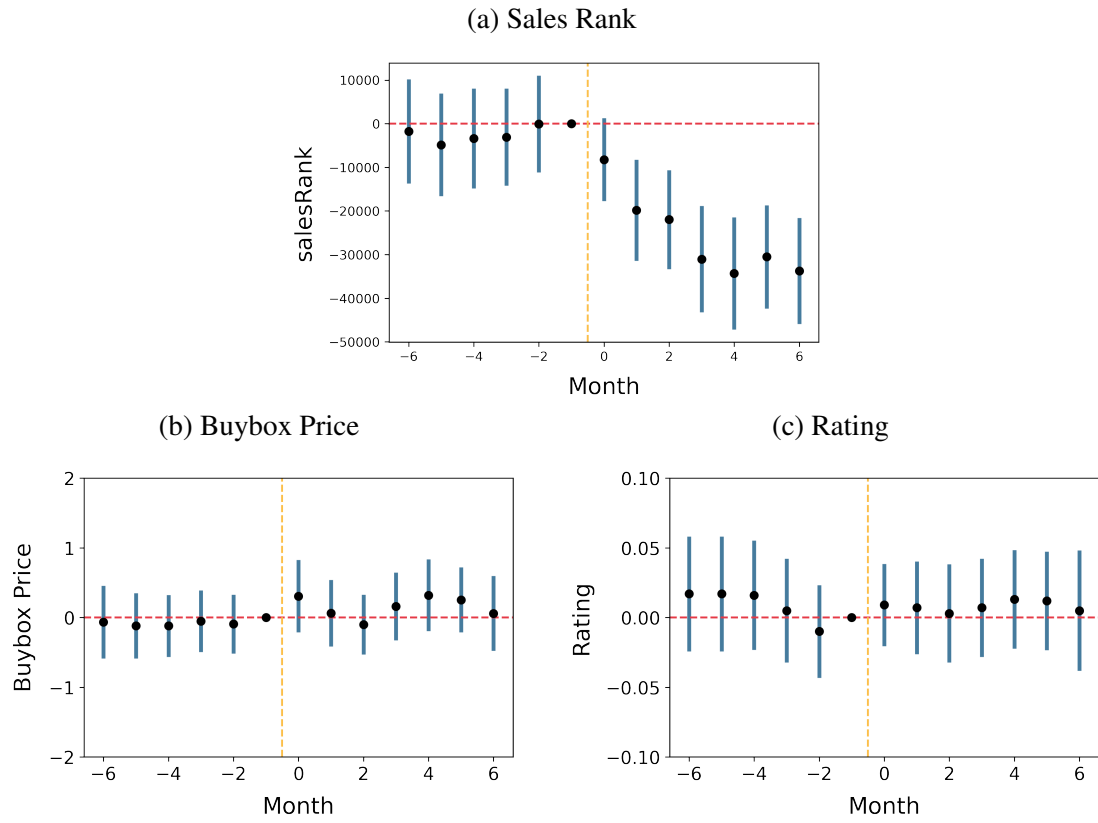 (a) Sales Rank
10000
0
−10000
−20000
−30000
−40000
−50000
salesRank
−6 −4 −2 0 2 4 6
Month
(b) Buybox Price
2
1
0
−1
−2
Buybox Price
−6 −4 −2 0 2 4 6
Month
(c) Rating
0.10
0.05
0.00
−0.05
−0.10
Rating
−6 −4 −2 0 2 4 6
Month